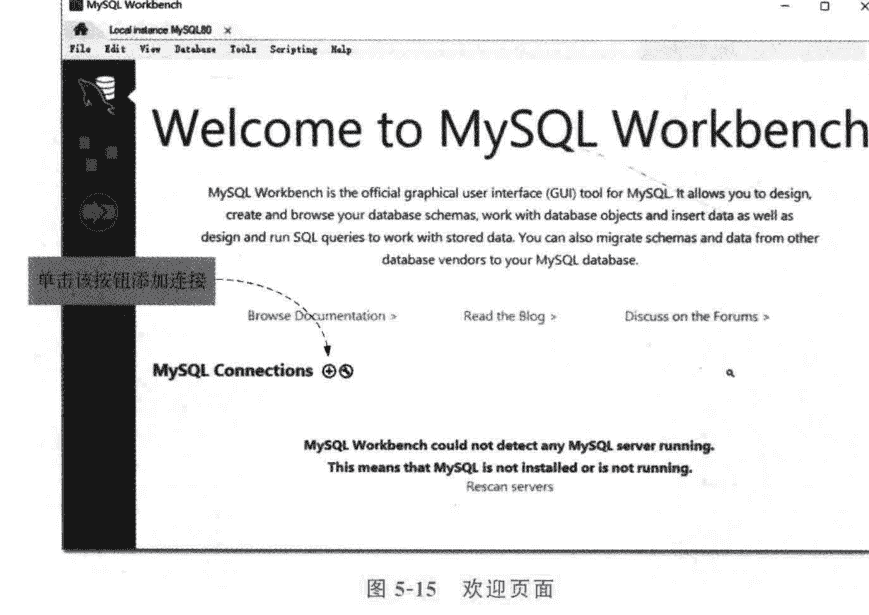 MySQL Workbench
Local instance MySQL80 ×
File Edit View Database Tools Scripting Help
Welcome to MySQL Workbench
MySQL Workbench is the official graphical user interface (GUI) tool for MySQL. It allows you to design,
create and browse your database schemas, work with database objects and insert data as well as
design and run SQL queries to work with stored data. You can also migrate schemas and data from other
database vendors to your MySQL database.
单击该按钮添加连接
Browse Documentation > Read the Blog > Discuss on the Forums >
MySQL Connections
MySQL Workbench could not detect any MySQL server running.
This means that MySQL is not installed or is not running.
Rescan servers
图 5-15 欢迎页面